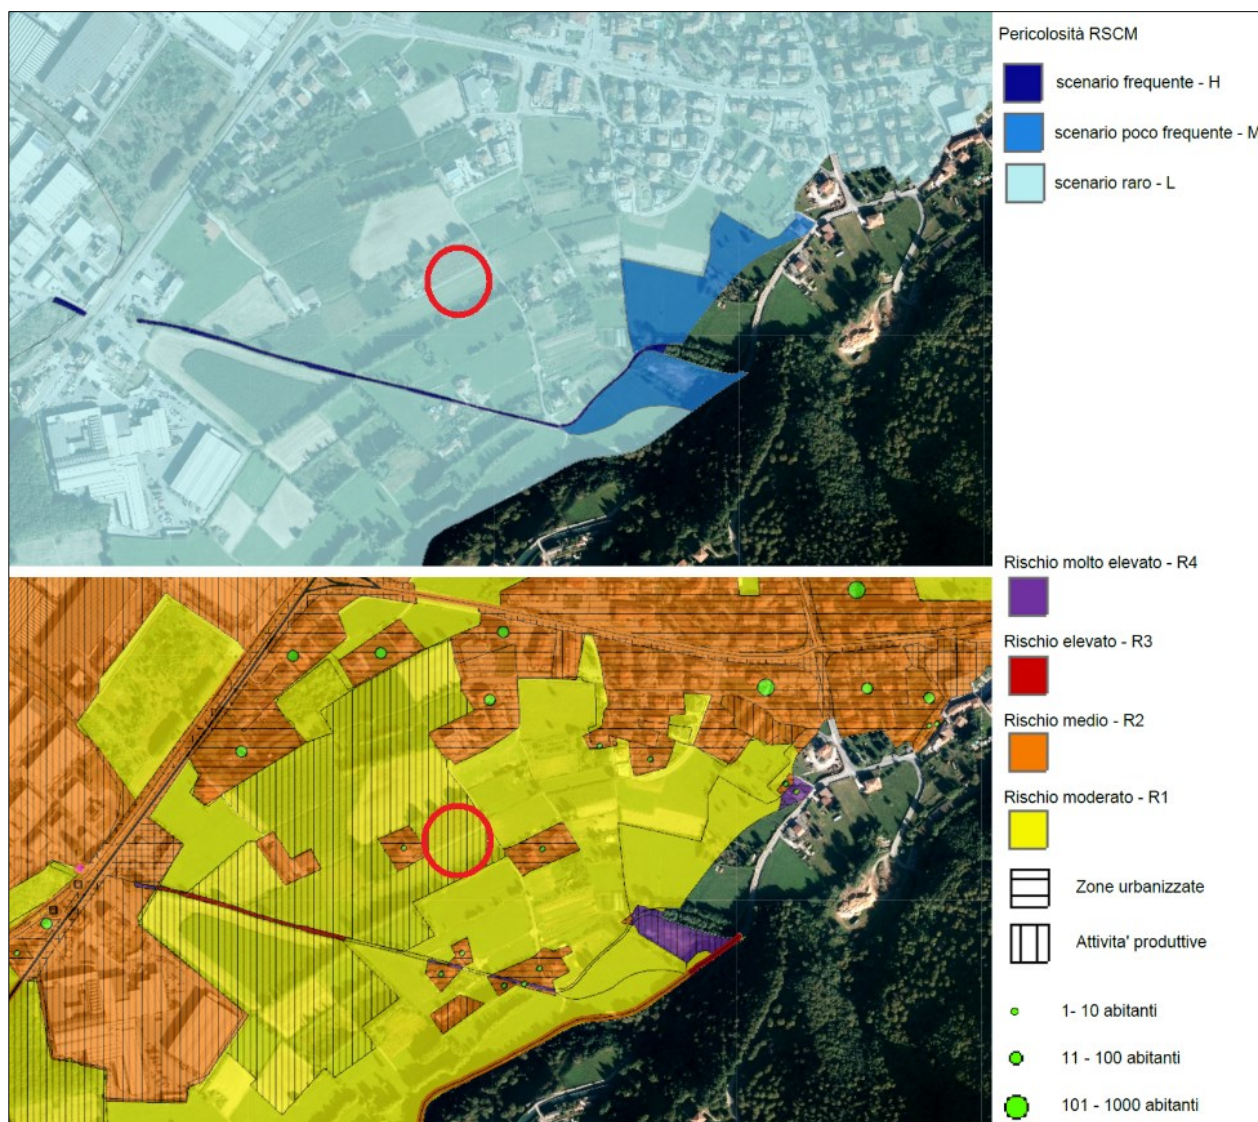 Pericolosità RSCM
scenario frequente - H
scenario poco frequente - M
scenario raro - L
Rischio molto elevato - R4
Rischio elevato - R3
Rischio medio - R2
Rischio moderato - R1
Zone urbanizzate
Attivita' produttive
1- 10 abitanti
11 - 100 abitanti
101 - 1000 abitanti